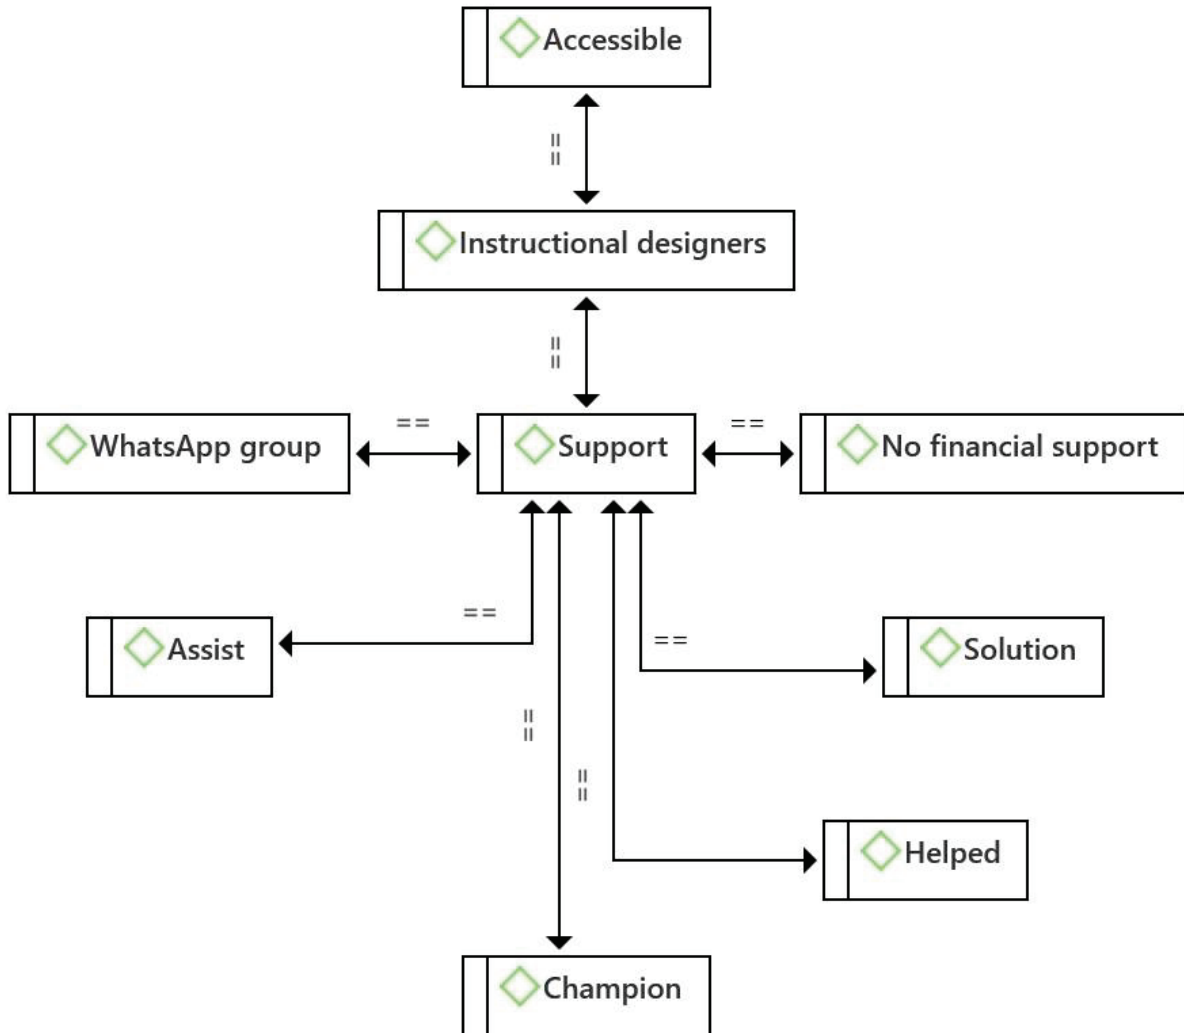 Accessible
==
Instructional designers
==
WhatsApp group
==
Support
==
No financial support
Assist
==
==
Solution
==
==
Helped
Champion